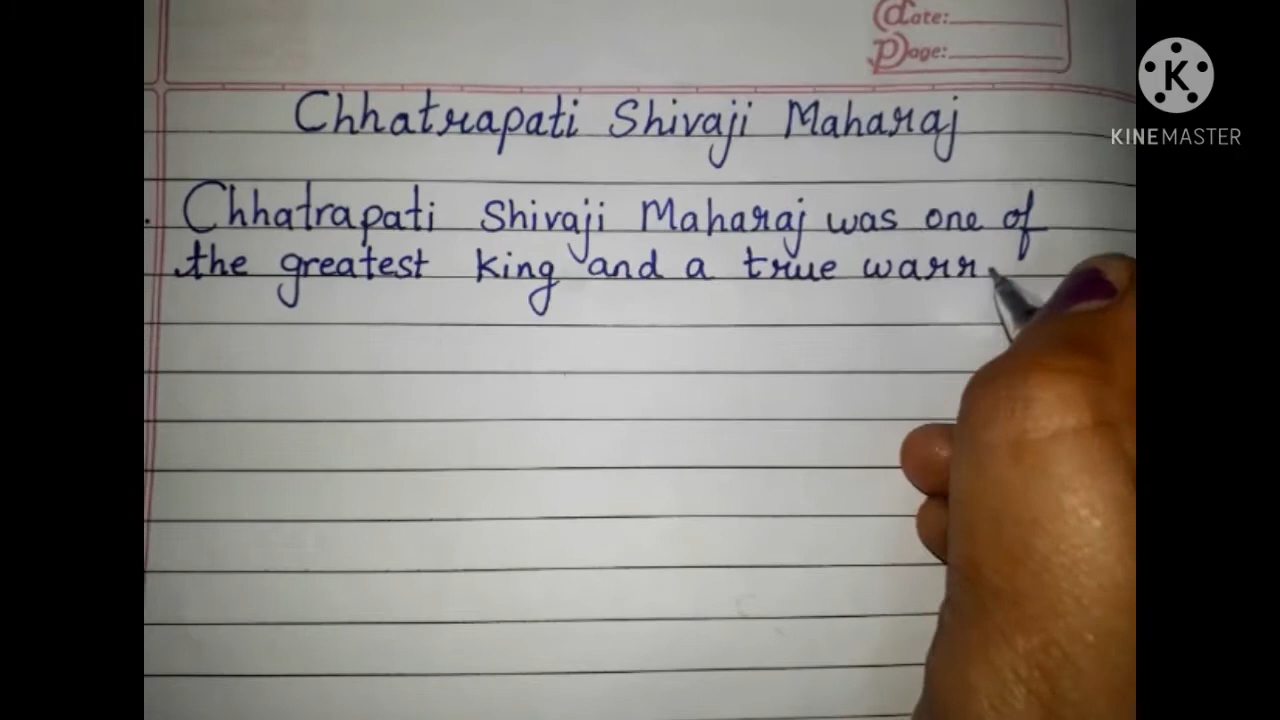 Date:
Page:
K
KINEMASTER
Chhatrapati Shivaji Maharaj
. Chhatrapati Shivaji Maharaj was one of
the greatest king and a true warr